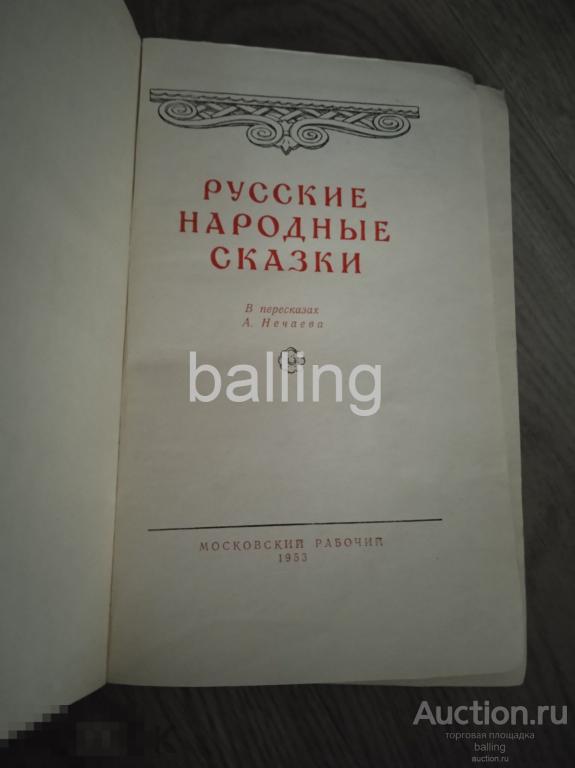 РУССКИЕ
НАРОДНЫЕ
СКАЗКИ
В пересказах
А. Нечаева
balling
МОСКОВСКИЙ РАБОЧИЙ
1953
Auction.ru
торговая площадка
balling
auction.ru